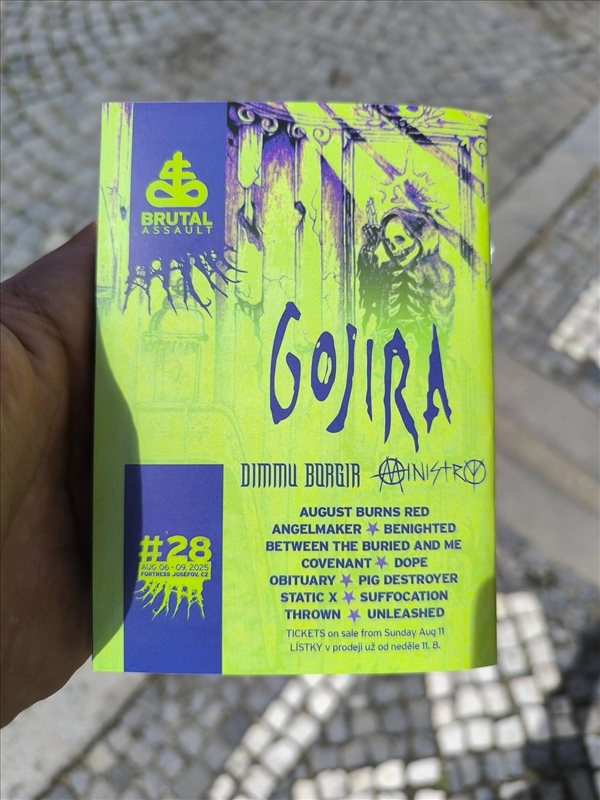 BRUTAL
ASSAULT
GOJIRA
DIMMU BORGIR MINISTRY
AUGUST BURNS RED
ANGELMAKER ★ BENIGHTED
BETWEEN THE BURIED AND ME
COVENANT ★ DOPE
OBITUARY ★ PIG DESTROYER
STATIC X ★ SUFFOCATION
THROWN ★ UNLEASHED
TICKETS on sale from Sunday Aug 11
LÍSTKY v prodeji už od neděle 11. 8.
#28
AUG 06 - 09, 2025
FORTRESS JOSEFOV, CZ